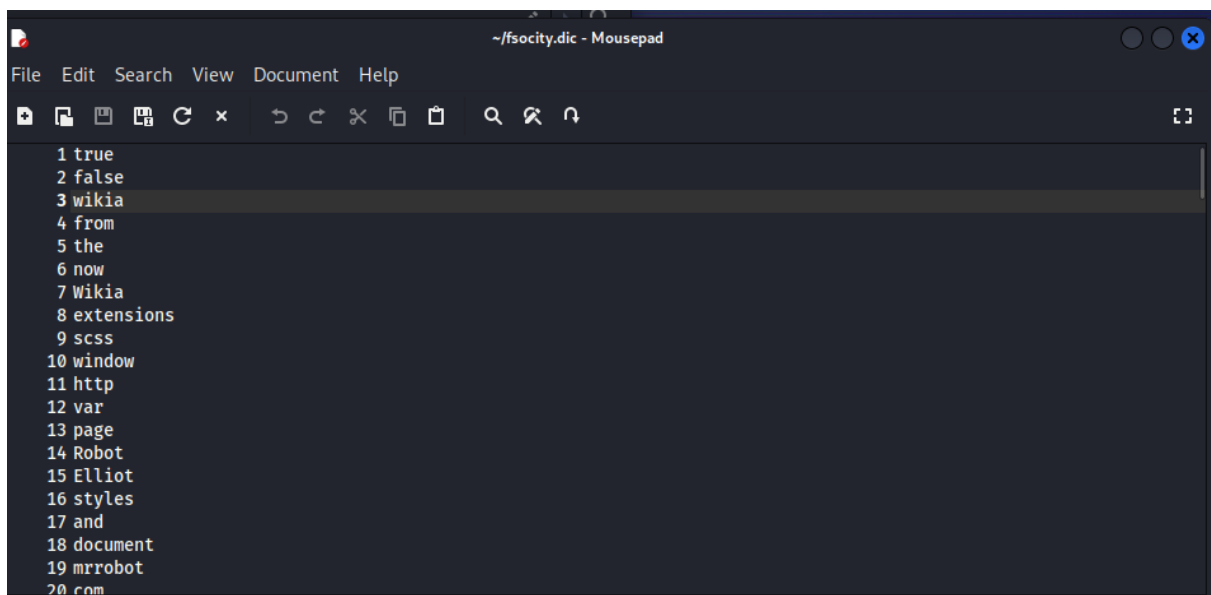 ~/fsocity.dic - Mousepad
File Edit Search View Document Help
1 true
2 false
3 wikia
4 from
5 the
6 now
7 Wikia
8 extensions
9 scss
10 window
11 http
12 var
13 page
14 Robot
15 Elliot
16 styles
17 and
18 document
19 mrrobot
20 com